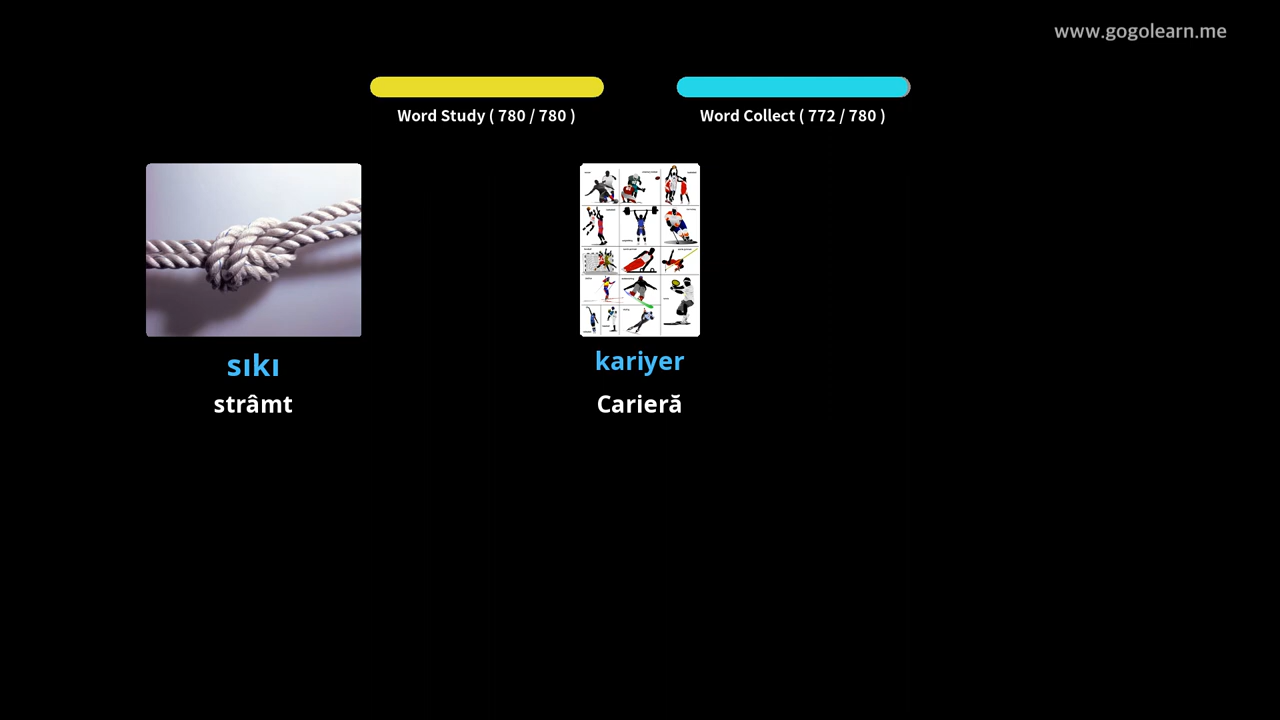 www.gogolearn.me
Word Study ( 780 / 780 )
Word Collect ( 772 / 780 )
sıkı
strâmt
kariyer
Carieră